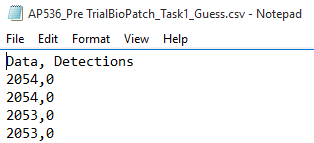 AP536_Pre TrialBioPatch_Task1_Guess.csv - Notepad
File Edit Format View Help
Data, Detections
2054,0
2054,0
2053,0
2053,0